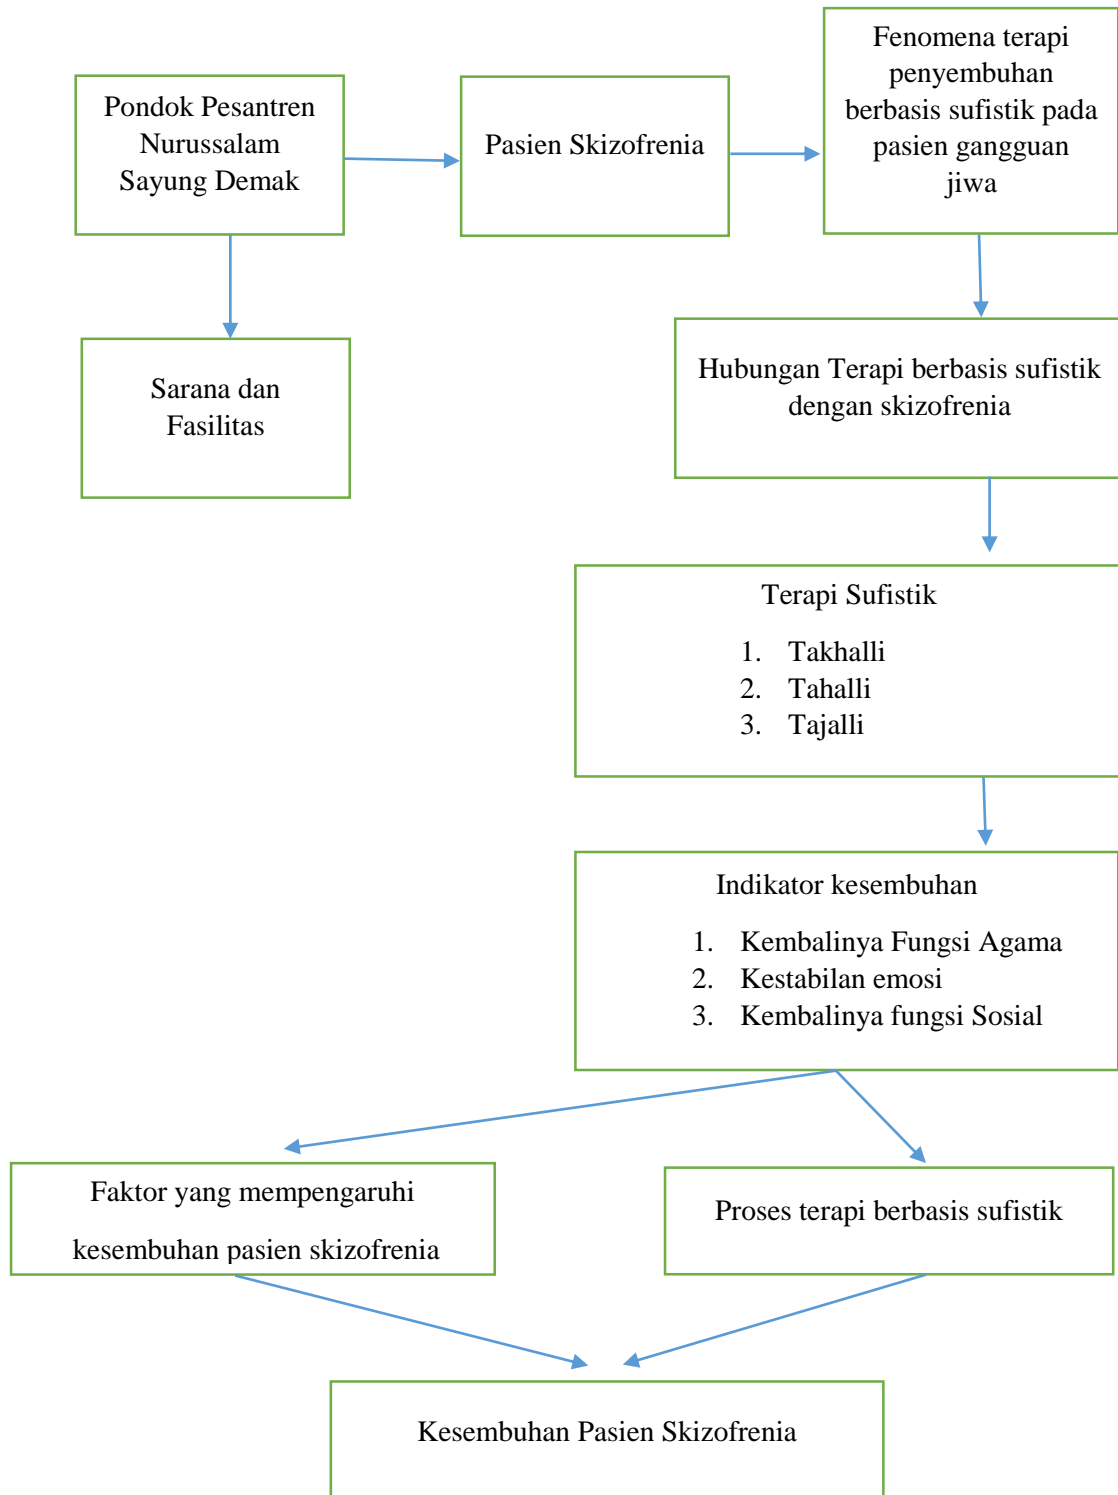 Pondok Pesantren
Nurussalam
Sayung Demak
Pasien Skizofrenia
Fenomena terapi
penyembuhan
berbasis sufistik pada
pasien gangguan
jiwa
Sarana dan
Fasilitas
Hubungan Terapi berbasis sufistik
dengan skizofrenia
Terapi Sufistik
1. Takhalli
2. Tahalli
3. Tajalli
Indikator kesembuhan
1. Kembalinya Fungsi Agama
2. Kestabilan emosi
3. Kembalinya fungsi Sosial
Faktor yang mempengaruhi
kesembuhan pasien skizofrenia
Proses terapi berbasis sufistik
Kesembuhan Pasien Skizofrenia